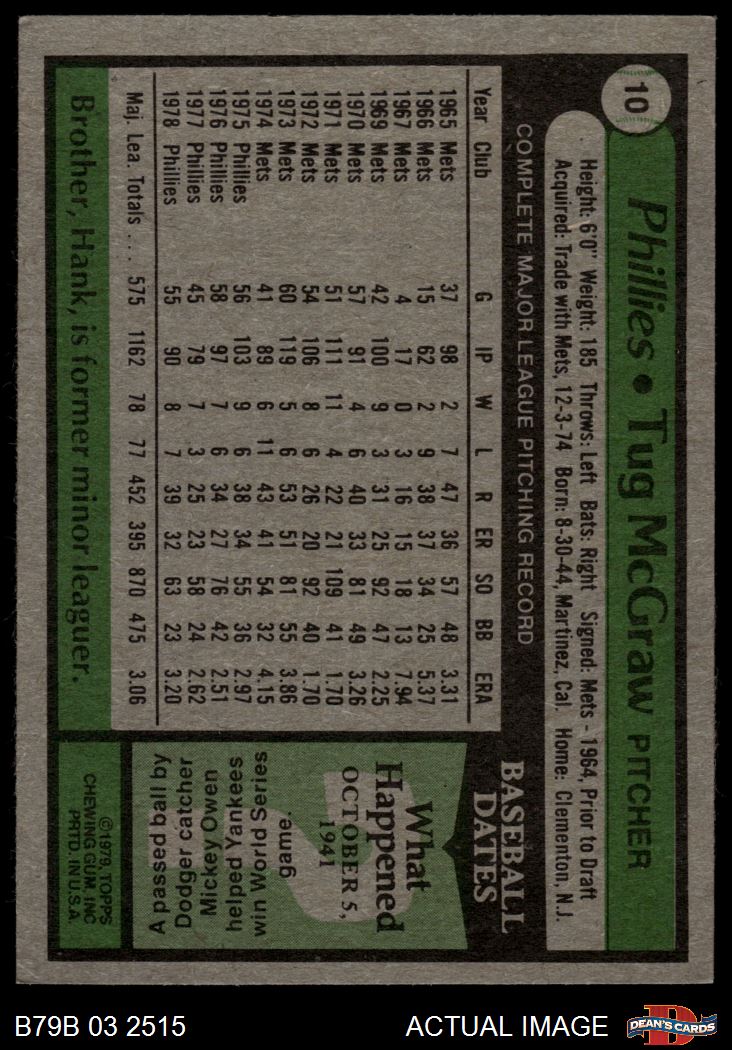 10
Phillies • Tug McGraw PITCHER
Height: 6'0" Weight: 185 Throws: Left Bats: Right Signed: Mets - 1964, Prior to Draft
Acquired: Trade with Mets, 12-3-74 Born: 8-30-44, Martinez, Cal. Home: Clementon, N.J.
COMPLETE MAJOR LEAGUE PITCHING RECORD
Year Club G IP W L R ER SO BB ERA
1965 Mets 37 98 2 7 47 36 57 48 3.31
1966 Mets 15 62 2 9 38 37 34 25 5.37
1967 Mets 4 17 0 3 16 15 18 13 7.94
1969 Mets 42 100 9 3 31 25 92 47 2.25
1970 Mets 57 91 4 6 40 33 81 49 3.26
1971 Mets 51 111 11 4 22 21 109 41 1.70
1972 Mets 54 106 8 6 26 20 92 40 1.70
1973 Mets 60 119 5 6 53 51 81 55 3.86
1974 Mets 41 89 6 11 43 41 54 32 4.15
1975 Phillies 56 103 9 6 38 34 55 36 2.97
1976 Phillies 58 97 7 6 34 27 76 42 2.51
1977 Phillies 45 79 7 3 25 23 58 24 2.62
1978 Phillies 55 90 8 7 39 32 63 23 3.20
Maj. Lea. Totals .... 575 1162 78 77 452 395 870 475 3.06
Brother, Hank, is former minor leaguer.
BASEBALL
DATES
What
Happened
OCTOBER 5,
1941
A passed ball by
Dodger catcher
Mickey Owen
helped Yankees
win World Series
game.
©1979, TOPPS
CHEWING GUM, INC
PRTD. IN U.S.A.
B79B 03 2515 ACTUAL IMAGE
D
DEAN'S CARDS